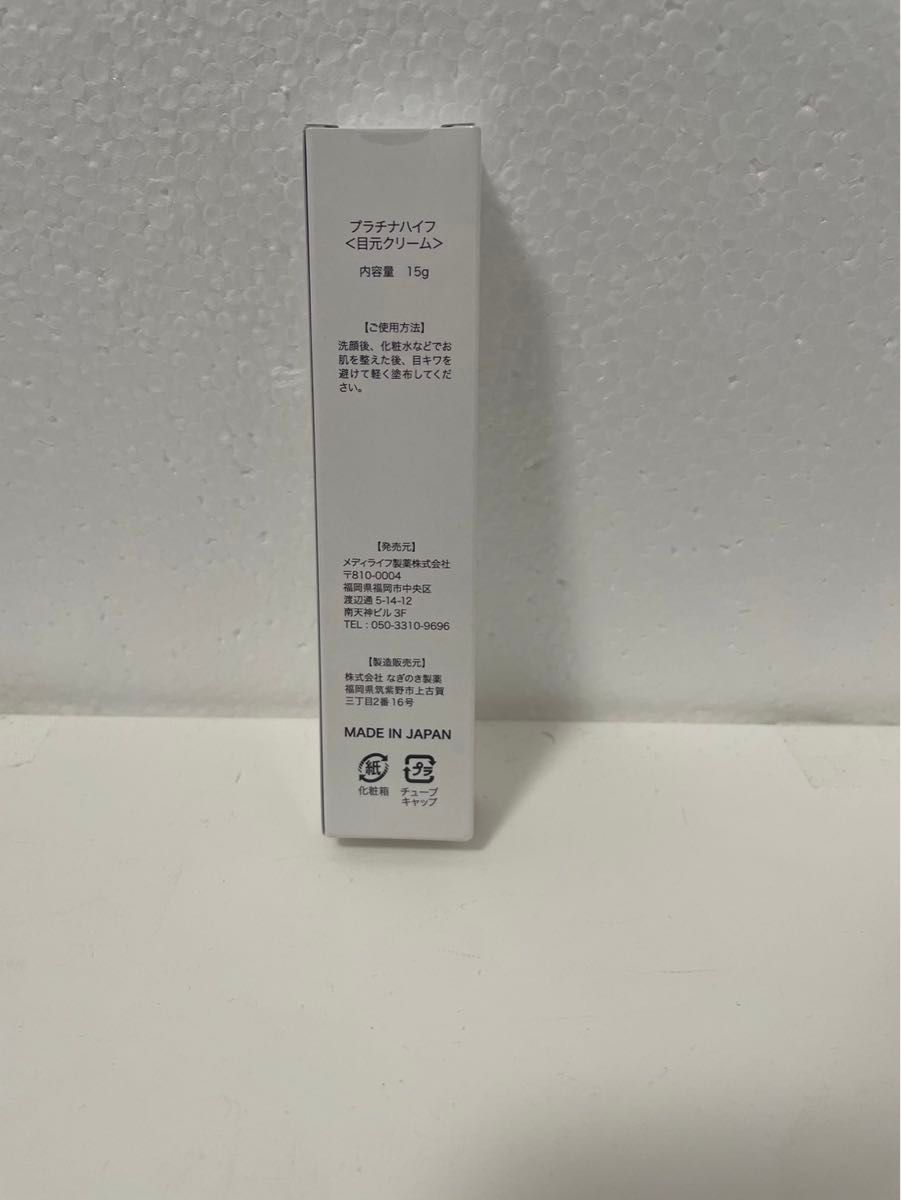 プラチナハイフ
<目元クリーム>
内容量 15g
【ご使用方法】
洗顔後、化粧水などでお
肌を整えた後、目キワを
避けて軽く塗布してくだ
さい。
【発売元】
メディライフ製薬株式会社
〒810-0004
福岡県福岡市中央区
渡辺通 5-14-12
南天神ビル 3F
TEL : 050-3310-9696
【製造販売元】
株式会社 なぎのき製薬
福岡県筑紫野市上古賀
三丁目2番16号
MADE IN JAPAN
紙 プラ
化粧箱 チューブ
キャップ